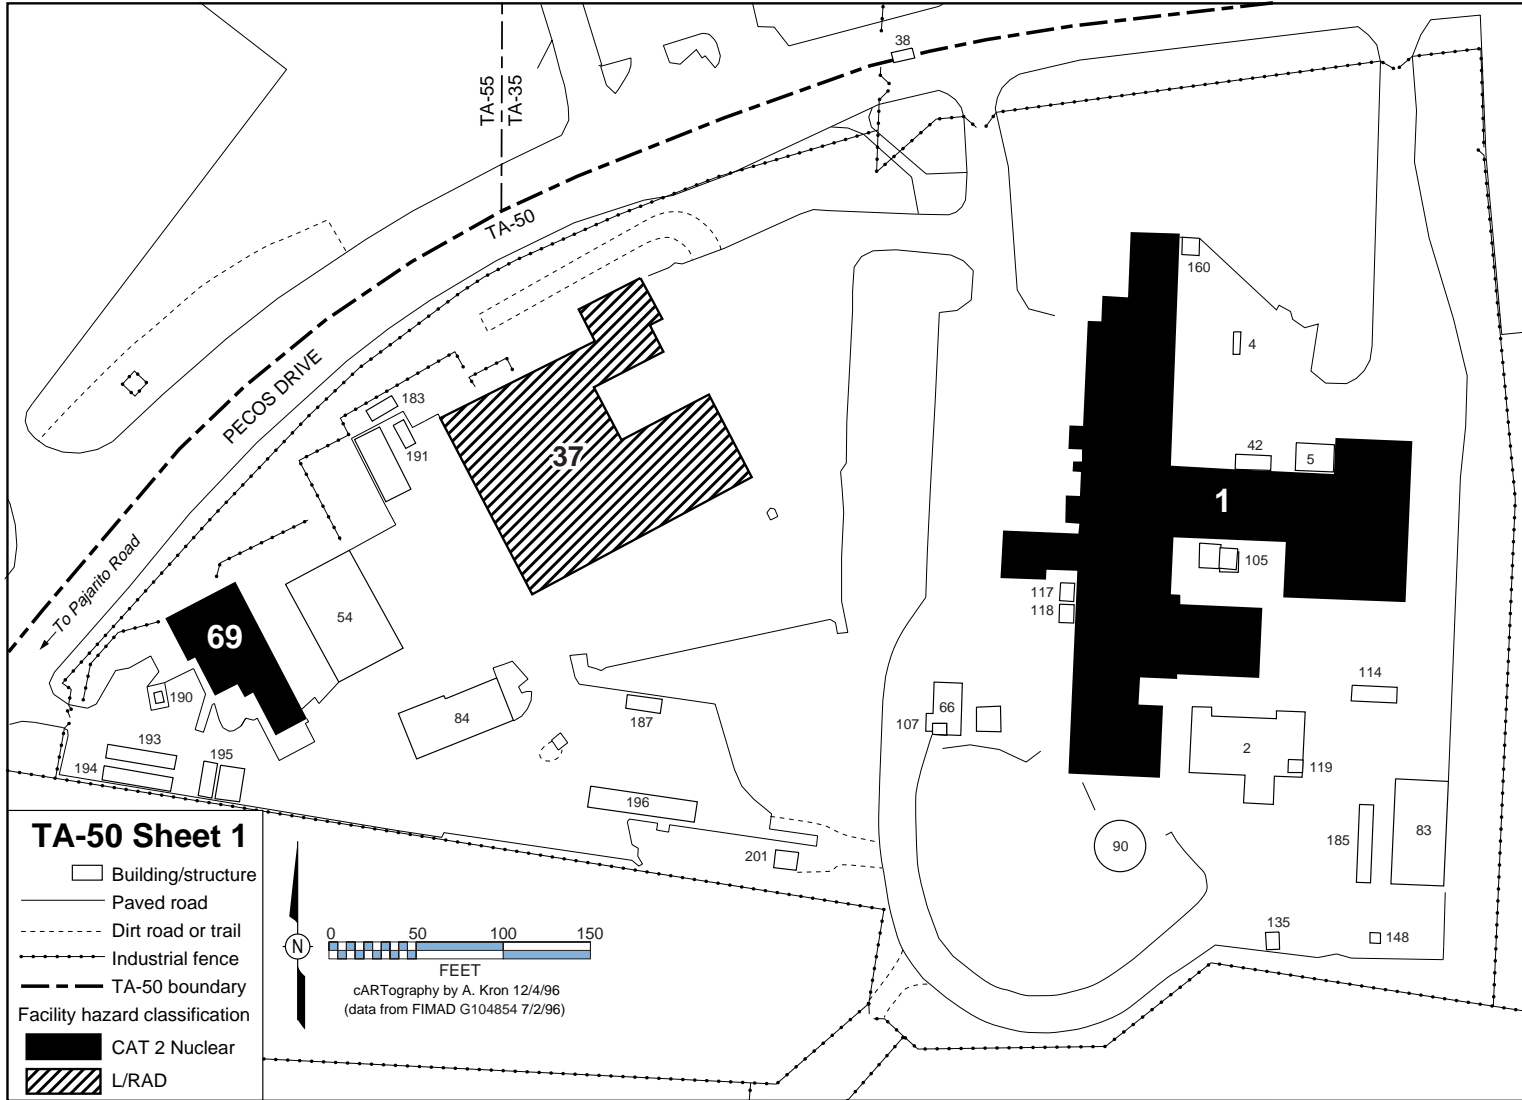 38
TA-55
TA-35
TA-50
PECOS DRIVE
To Pajarito Road
160
4
183
191
37
42
5
1
105
117
118
69
54
190
84
187
66
107
114
2
119
193
194
195
196
201
90
185
83
135
148
TA-50 Sheet 1
Building/structure
Paved road
Dirt road or trail
Industrial fence
TA-50 boundary
Facility hazard classification
CAT 2 Nuclear
L/RAD
N
0 50 100 150
FEET
cARTography by A. Kron 12/4/96
(data from FIMAD G104854 7/2/96)